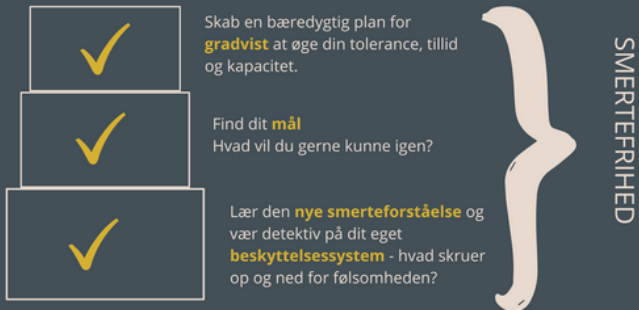 Skab en bæredygtig plan for
gradvist at øge din tolerance, tillid
og kapacitet.
Find dit mål
Hvad vil du gerne kunne igen?
Lær den nye smerteforståelse og
vær detektiv på dit eget
beskyttelsessystem - hvad skruer
op og ned for følsomheden?
SMERTEFRIHED